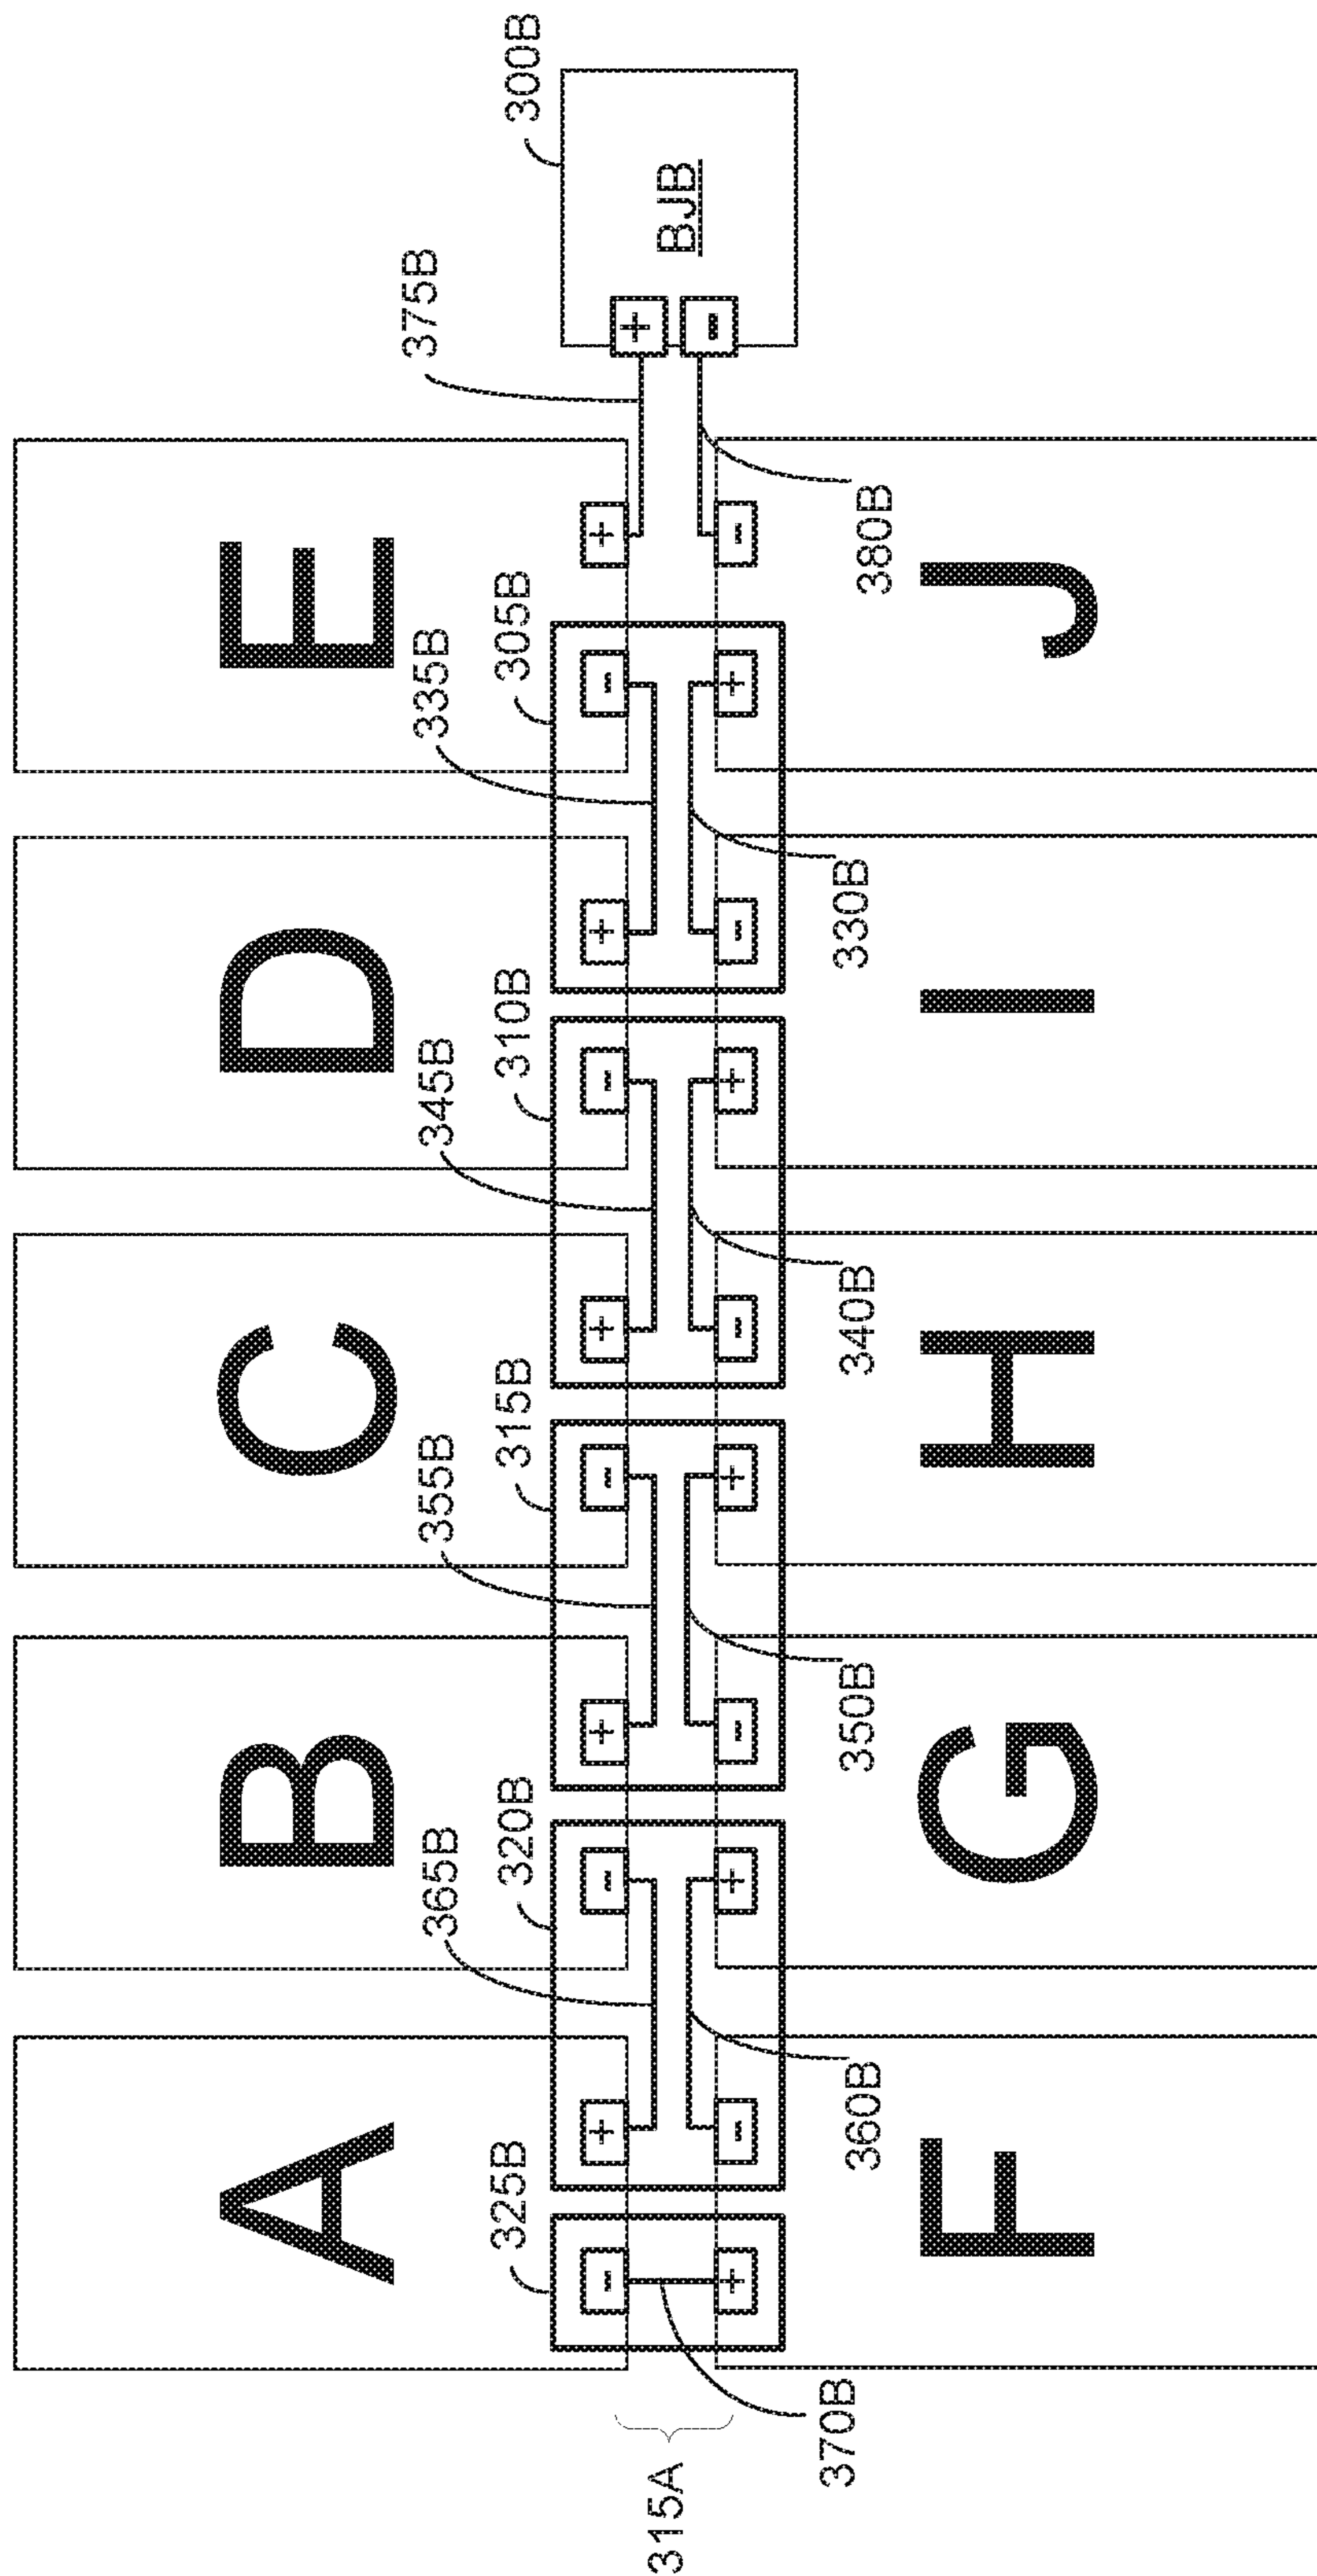 A B C D E
365B 355B 345B 335B 375B
325B 320B 315B 310B 305B 300B
- + - + - + - + - +
+
315A
BJB
-
+ - + - + - + - + -
370B 360B 350B 340B 330B 380B
F G H I J